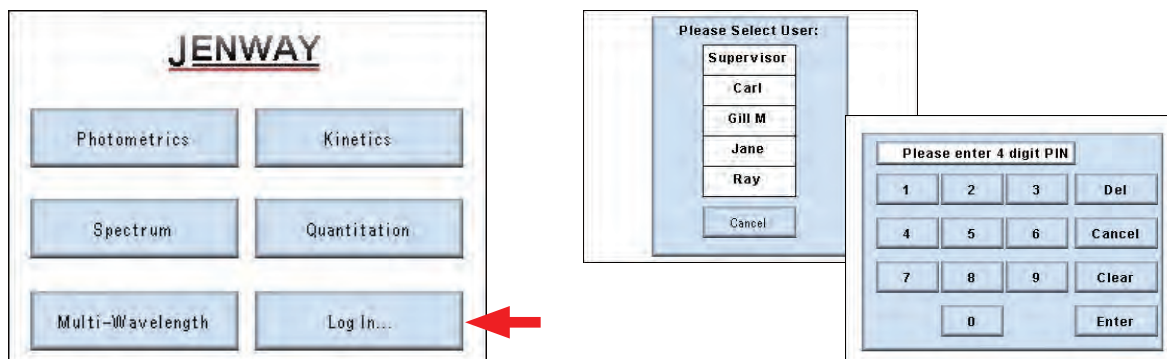 JENWAY
Photometrics Kinetics
Spectrum Quantitation
Multi-Wavelength Log In...
Please Select User:
Supervisor
Carl
Gill M
Jane
Ray
Cancel
Please enter 4 digit PIN
1 2 3 Del
4 5 6 Cancel
7 8 9 Clear
0 Enter